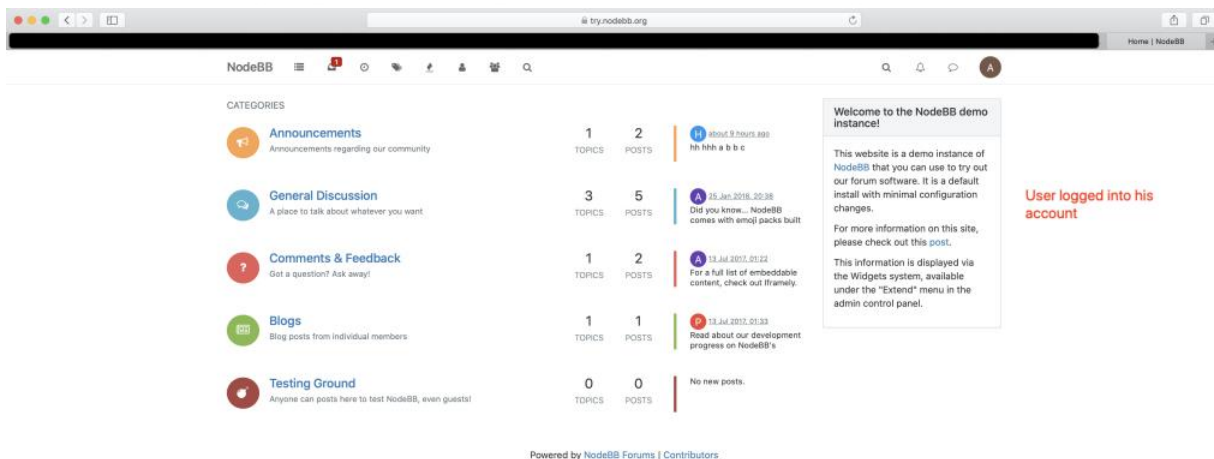 try.nodebb.org
Home | NodeBB
NodeBB
1
A
CATEGORIES
Announcements
Announcements regarding our community
1
TOPICS
2
POSTS
H about 9 hours ago
hh hhh a b b c
General Discussion
A place to talk about whatever you want
3
TOPICS
5
POSTS
A 25 Jan 2016, 20:36
Did you know... NodeBB
comes with emoji packs built
?
Comments & Feedback
Got a question? Ask away!
1
TOPICS
2
POSTS
A 13 Jul 2017, 01:22
For a full list of embeddable
content, check out Iframely.
Blogs
Blog posts from individual members
1
TOPICS
1
POSTS
P 13 Jul 2017, 01:33
Read about our development
progress on NodeBB's
Testing Ground
Anyone can posts here to test NodeBB, even guests!
0
TOPICS
0
POSTS
No new posts.
Welcome to the NodeBB demo
instance!
This website is a demo instance of
NodeBB that you can use to try out
our forum software. It is a default
install with minimal configuration
changes.
For more information on this site,
please check out this post.
This information is displayed via
the Widgets system, available
under the "Extend" menu in the
admin control panel.
User logged into his
account
Powered by NodeBB Forums | Contributors